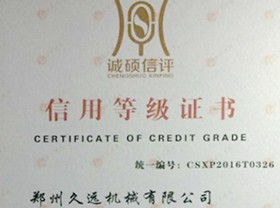 诚硕信评
CHENGSHUO XINPING
信用等级证书
CERTIFICATE OF CREDIT GRADE
统一编号：CSXP2016T0326
郑州久远机械有限公司